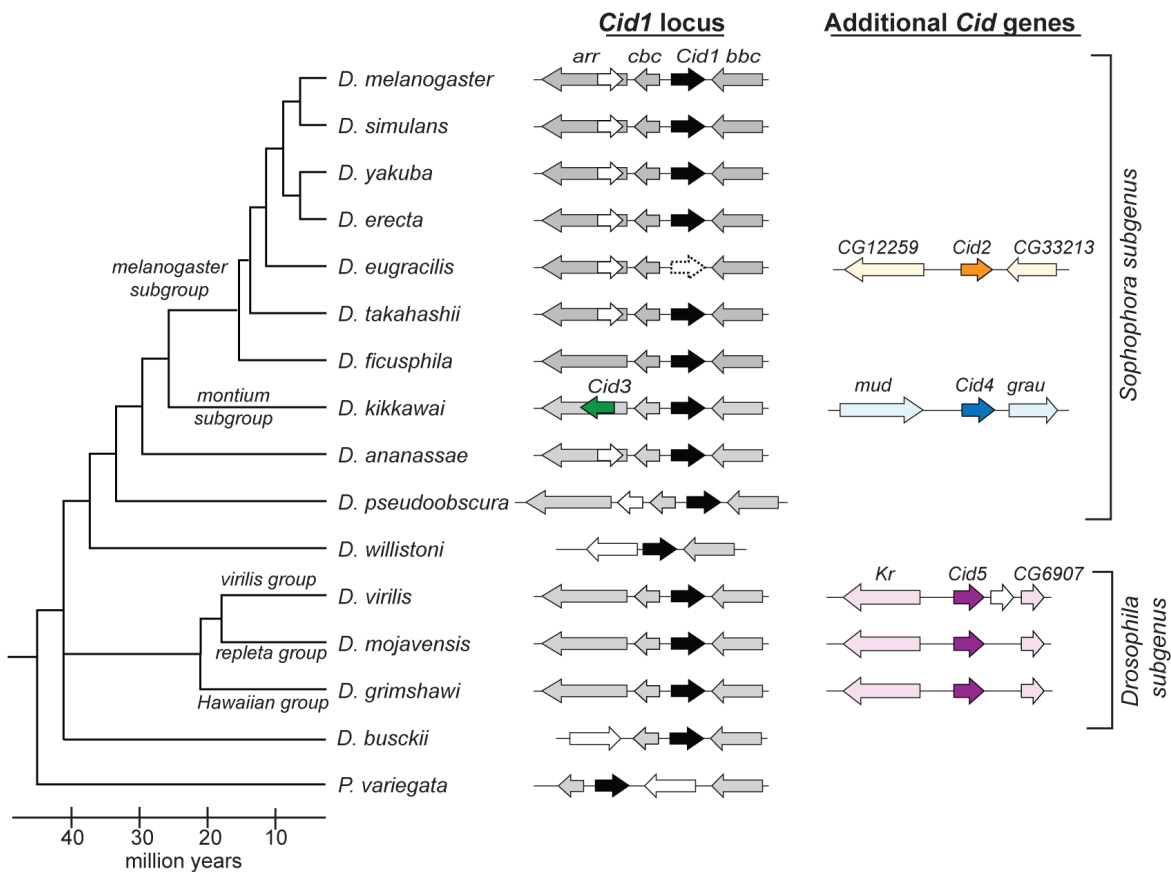 Cid1 locus
Additional Cid genes
arr cbc Cid1 bbc
D. melanogaster
D. simulans
D. yakuba
D. erecta
D. eugracilis
CG12259 Cid2 CG33213
melanogaster
subgroup
D. takahashii
D. ficusphila
montium
subgroup
D. kikkawai
Cid3
mud Cid4 grau
D. ananassae
D. pseudoobscura
D. willistoni
Sophophora subgenus
virilis group
D. virilis
Kr Cid5 CG6907
repleta group
D. mojavensis
Hawaiian group
D. grimshawi
Drosophila
subgenus
D. busckii
P. variegata
40 30 20 10
million years